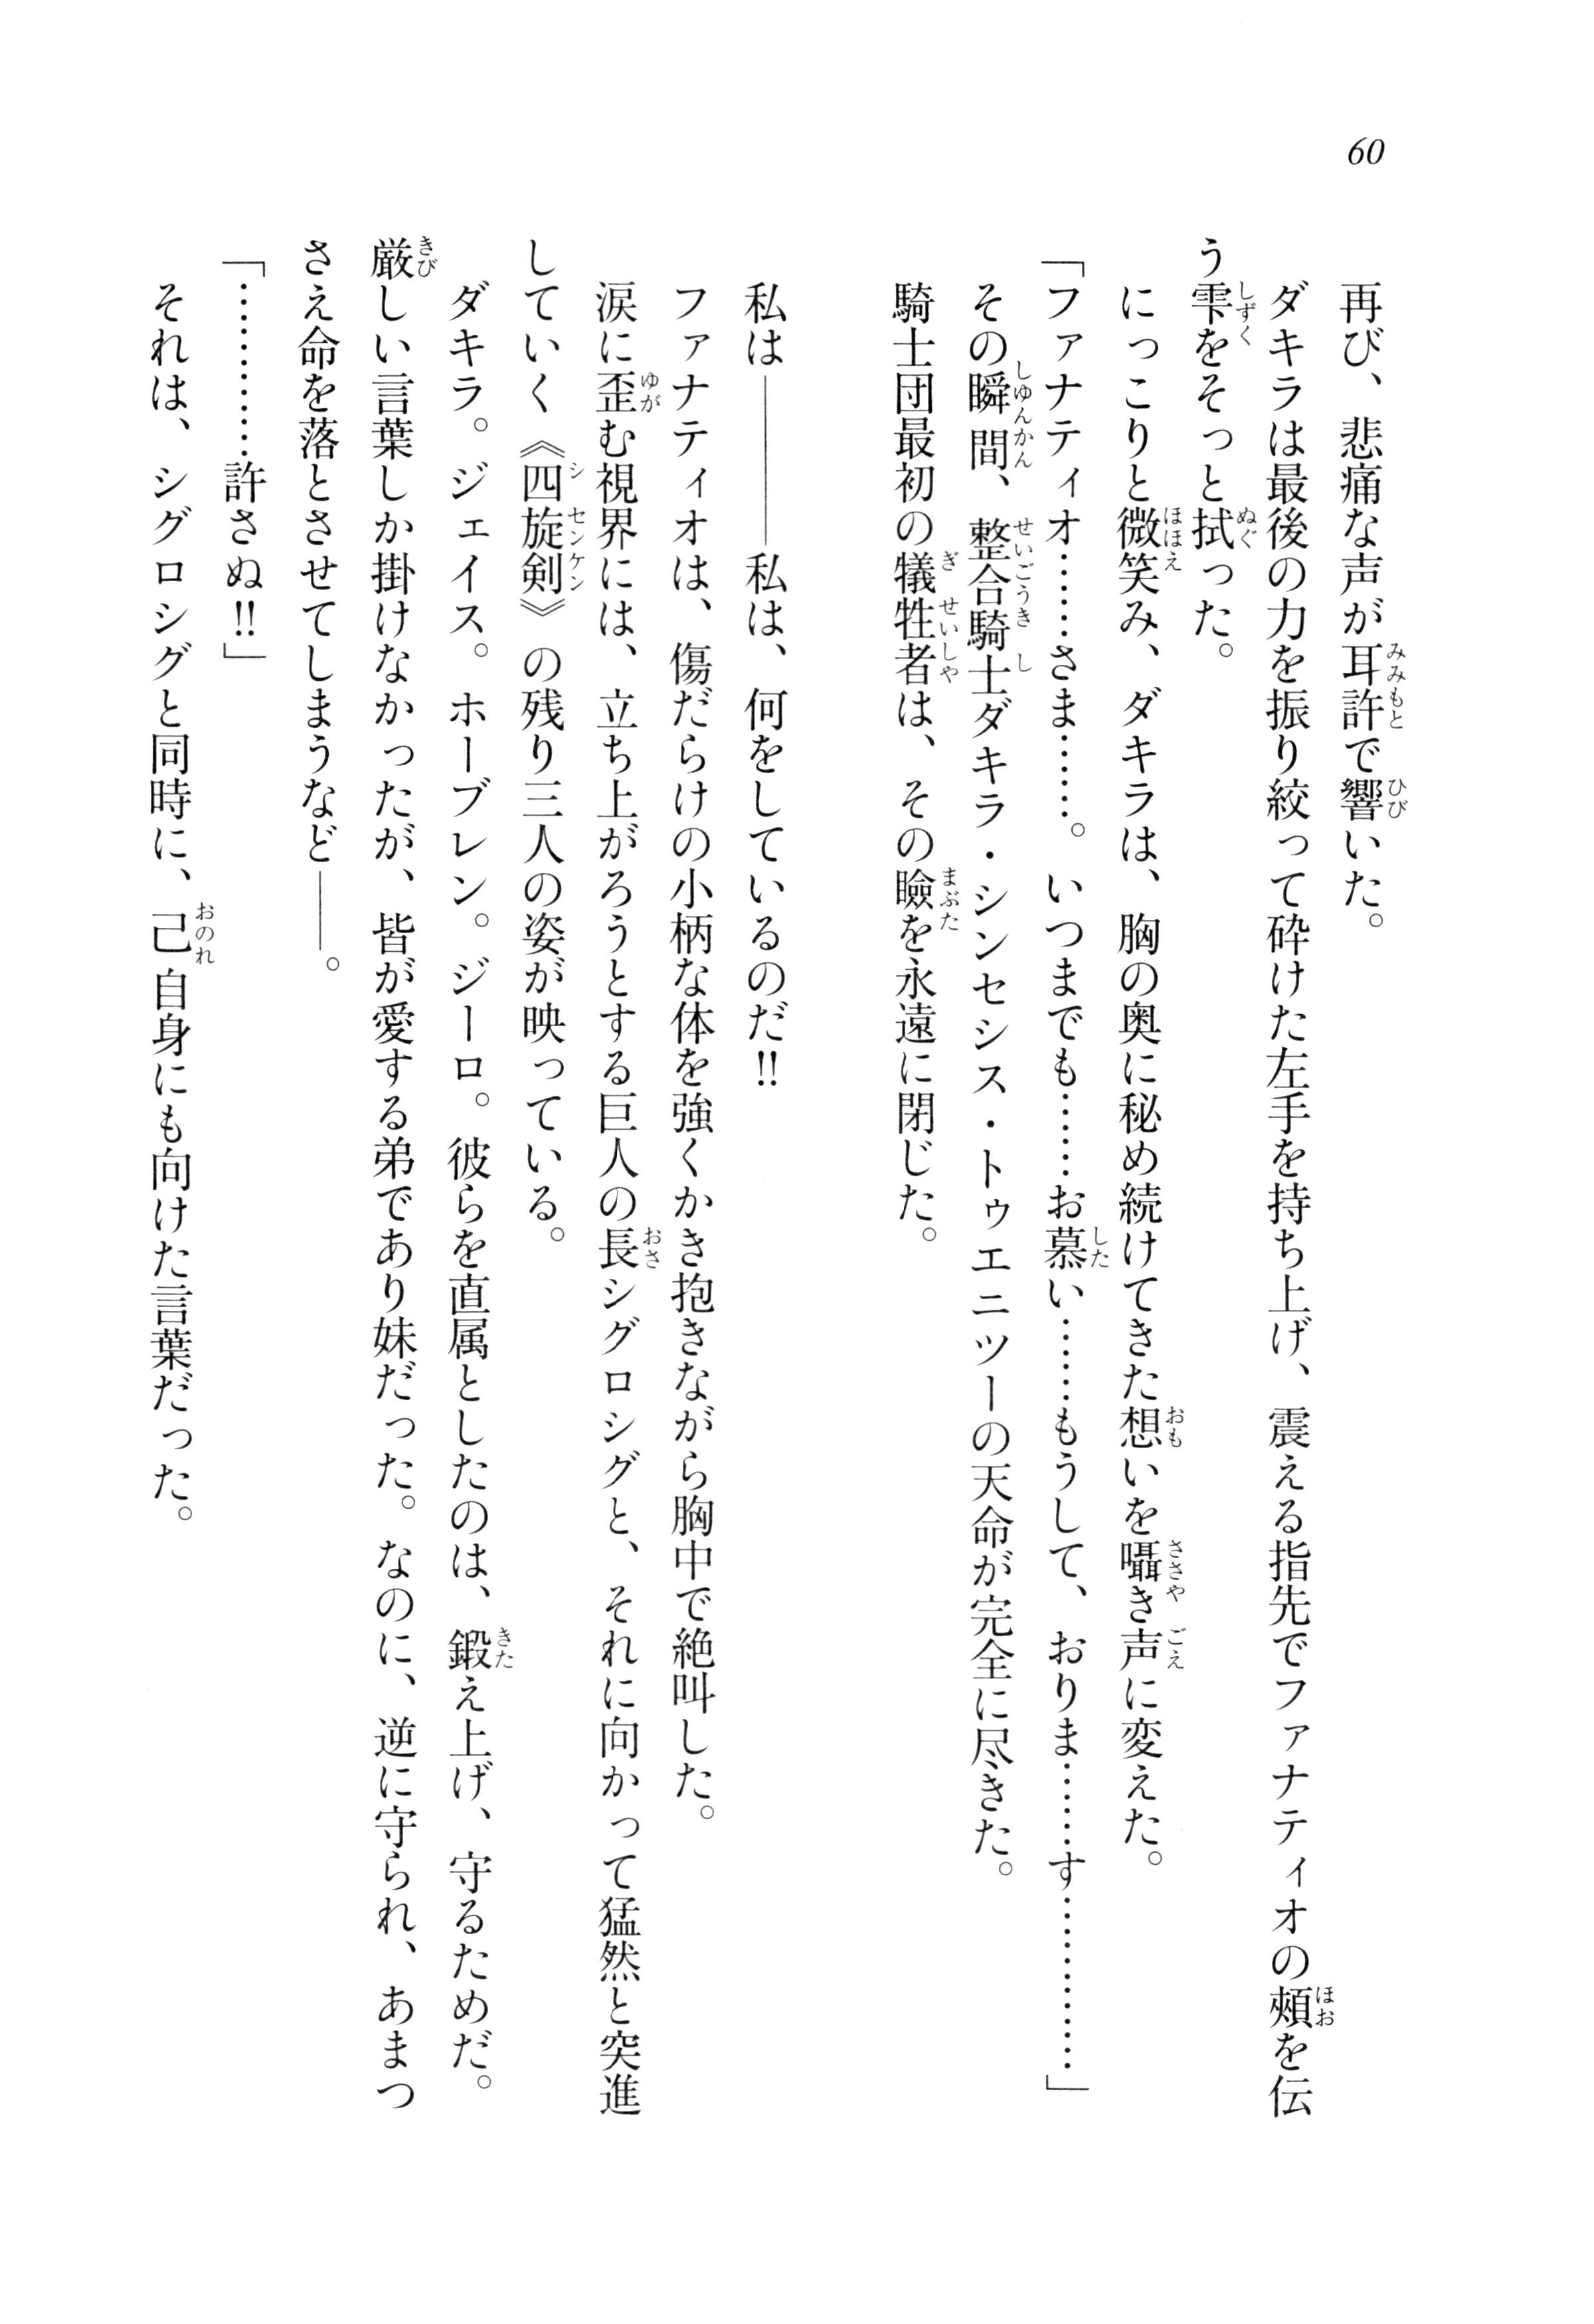 60
再び、悲痛な声が耳許で響いた。
ダキラは最後の力を振り絞って砕けた左手を持ち上げ、震える指先でファナティオの頰を伝
う雫をそっと拭った。
にっこりと微笑み、ダキラは、胸の奥に秘め続けてきた想いを囁き声に変えた。
「ファナティオ……さま……。いつまでも……お慕い……もうして、おりま……す…………」
その瞬間、整合騎士ダキラ・シンセシス・トゥエニツーの天命が完全に尽きた。
騎士団最初の犠牲者は、その瞼を永遠に閉じた。
私は————私は、何をしているのだ‼
ファナティオは、傷だらけの小柄な体を強くかき抱きながら胸中で絶叫した。
涙に歪む視界には、立ち上がろうとする巨人の長シグロシグと、それに向かって猛然と突進
していく《四旋剣》の残り三人の姿が映っている。
ダキラ。ジェイス。ホーブレン。ジーロ。彼らを直属としたのは、鍛え上げ、守るためだ。
厳しい言葉しか掛けなかったが、皆が愛する弟であり妹だった。なのに、逆に守られ、あまつ
さえ命を落とさせてしまうなど——。
「…………許さぬ‼」
それは、シグロシグと同時に、己自身にも向けた言葉だった。